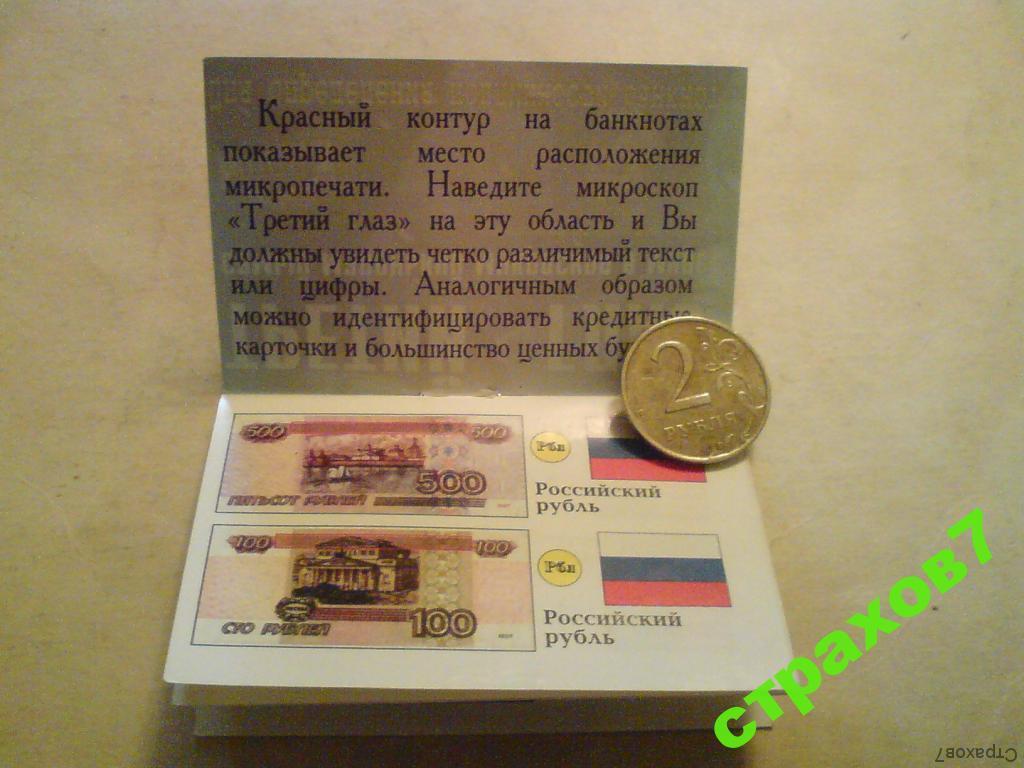 Красный контур на банкнотах
показывает место расположения
микропечати. Наведите микроскоп
«Третий глаз» на эту область и Вы
должны увидеть четко различимый текст
или цифры. Аналогичным образом
можно идентифицировать кредитные
карточки и большинство ценных бу
2
РУБЛЯ
500 500
500
ПЯТЬСОТ РУБЛЕЙ
Рбл
Российский
рубль
100 100
100
СТО РУБЛЕЙ
Рбл
Российский
рубль
страхов7
Страхов7